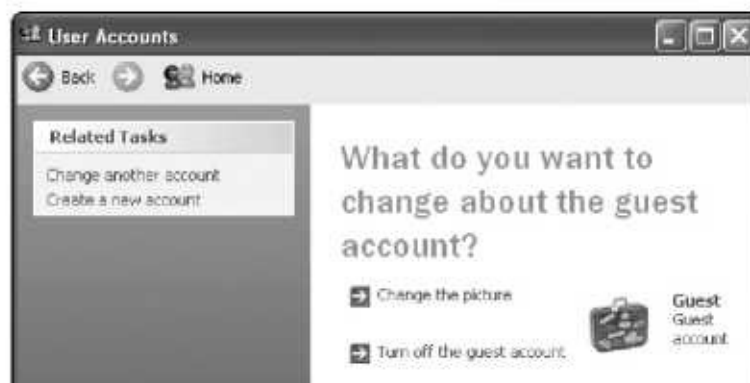 User Accounts
Back Home
Related Tasks
Change another account
Create a new account
What do you want to
change about the guest
account?
Change the picture
Turn off the guest account
Guest
Guest
account